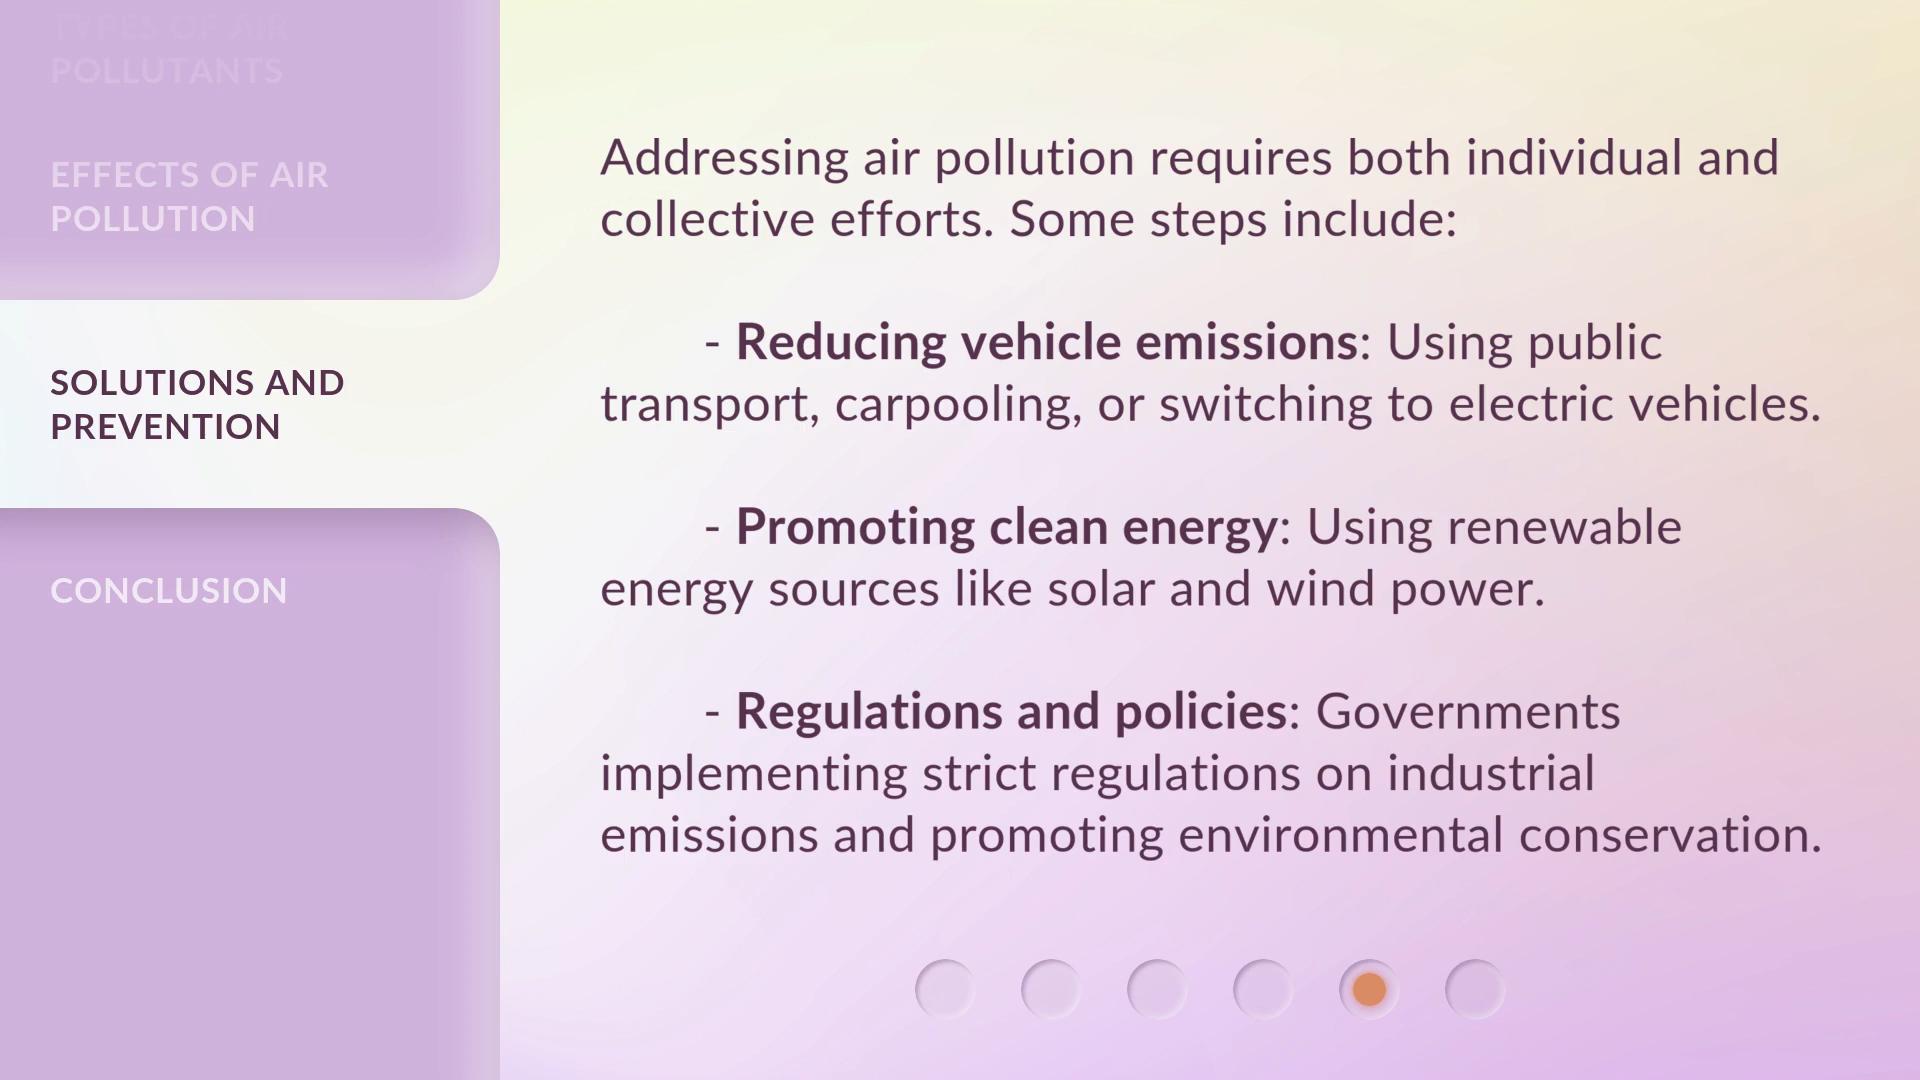 TYPES OF AIR
POLLUTANTS
EFFECTS OF AIR
POLLUTION
SOLUTIONS AND
PREVENTION
CONCLUSION
Addressing air pollution requires both individual and
collective efforts. Some steps include:
- Reducing vehicle emissions: Using public
transport, carpooling, or switching to electric vehicles.
- Promoting clean energy: Using renewable
energy sources like solar and wind power.
- Regulations and policies: Governments
implementing strict regulations on industrial
emissions and promoting environmental conservation.